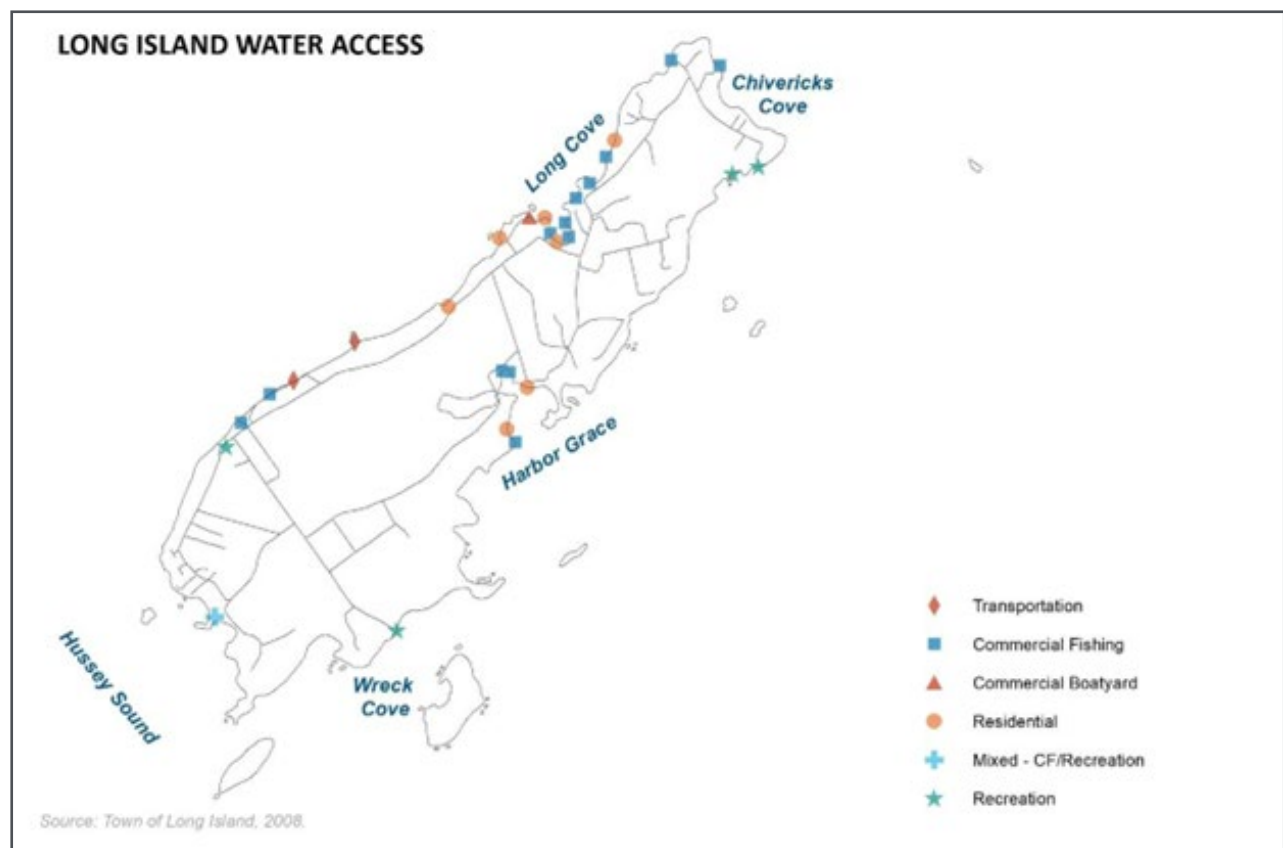 LONG ISLAND WATER ACCESS
Chivericks
Cove
Long Cove
Harbor Grace
Hussey Sound
Wreck
Cove
Transportation
Commercial Fishing
Commercial Boatyard
Residential
Mixed - CF/Recreation
Recreation
Source: Town of Long Island, 2008.